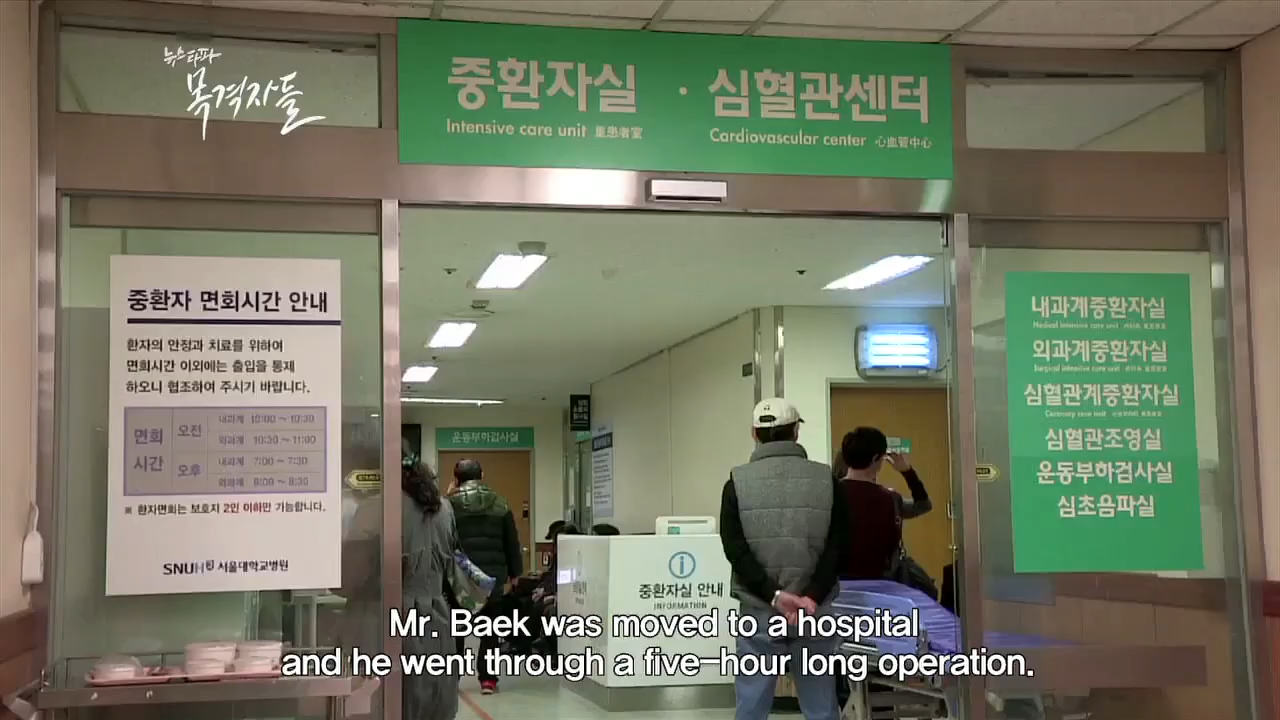 뉴스타파
목격자들
중환자실 · 심혈관센터
Intensive care unit 重患者室 Cardiovascular center 心血管中心
중환자 면회시간 안내
환자의 안정과 치료를 위하여
면회시간 이외에는 출입을 통제
하오니 협조하여 주시기 바랍니다.
면회
시간
오전
내과계 10:00 ~ 10:30
외과계 10:30 ~ 11:00
오후
내과계 7:00 ~ 7:30
외과계 8:00 ~ 8:30
※ 환자면회는 보호자 2인 이하만 가능합니다.
SNUH 서울대학교병원
운동부하검사실
중환자실 안내
INFORMATION
내과계중환자실
Medical intensive care unit
외과계중환자실
Surgical intensive care unit
심혈관계중환자실
Coronary care unit
심혈관조영실
운동부하검사실
심초음파실
Mr. Baek was moved to a hospital
and he went through a five-hour long operation.